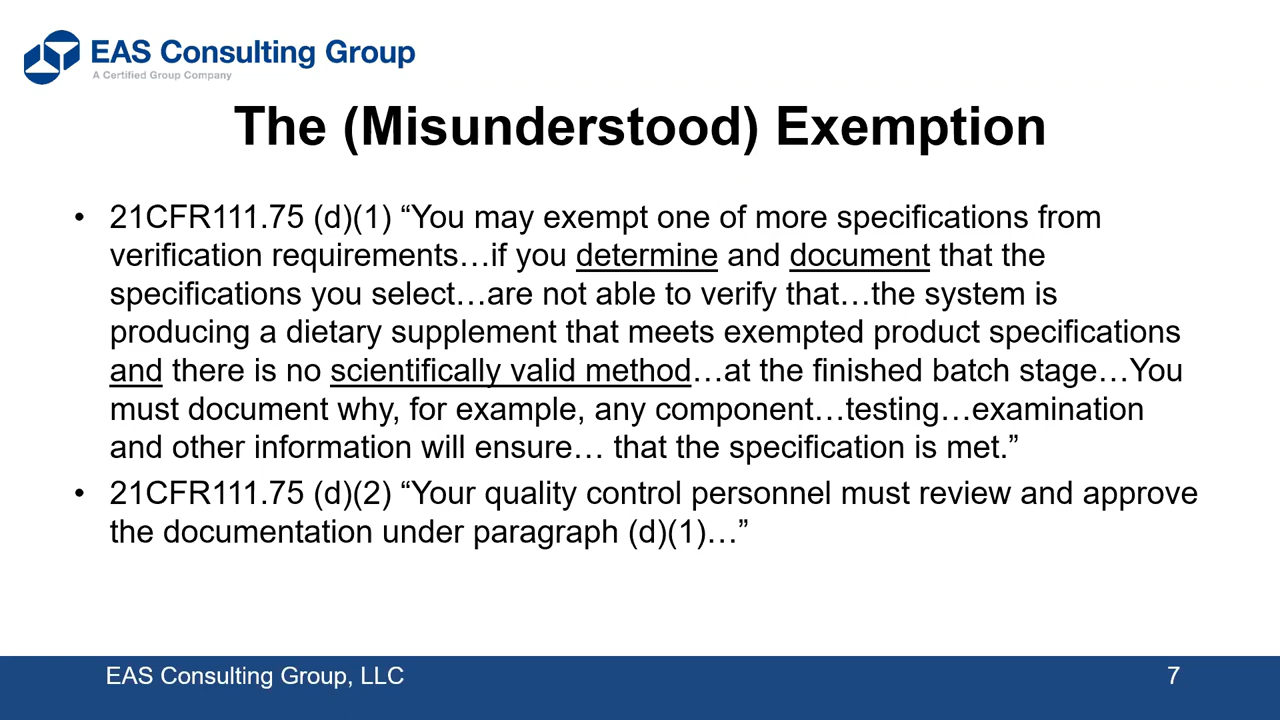 EAS Consulting Group
A Certified Group Company
The (Misunderstood) Exemption
• 21CFR111.75 (d)(1) “You may exempt one of more specifications from
verification requirements…if you determine and document that the
specifications you select…are not able to verify that…the system is
producing a dietary supplement that meets exempted product specifications
and there is no scientifically valid method…at the finished batch stage…You
must document why, for example, any component…testing…examination
and other information will ensure… that the specification is met.”
• 21CFR111.75 (d)(2) “Your quality control personnel must review and approve
the documentation under paragraph (d)(1)…”
EAS Consulting Group, LLC
7